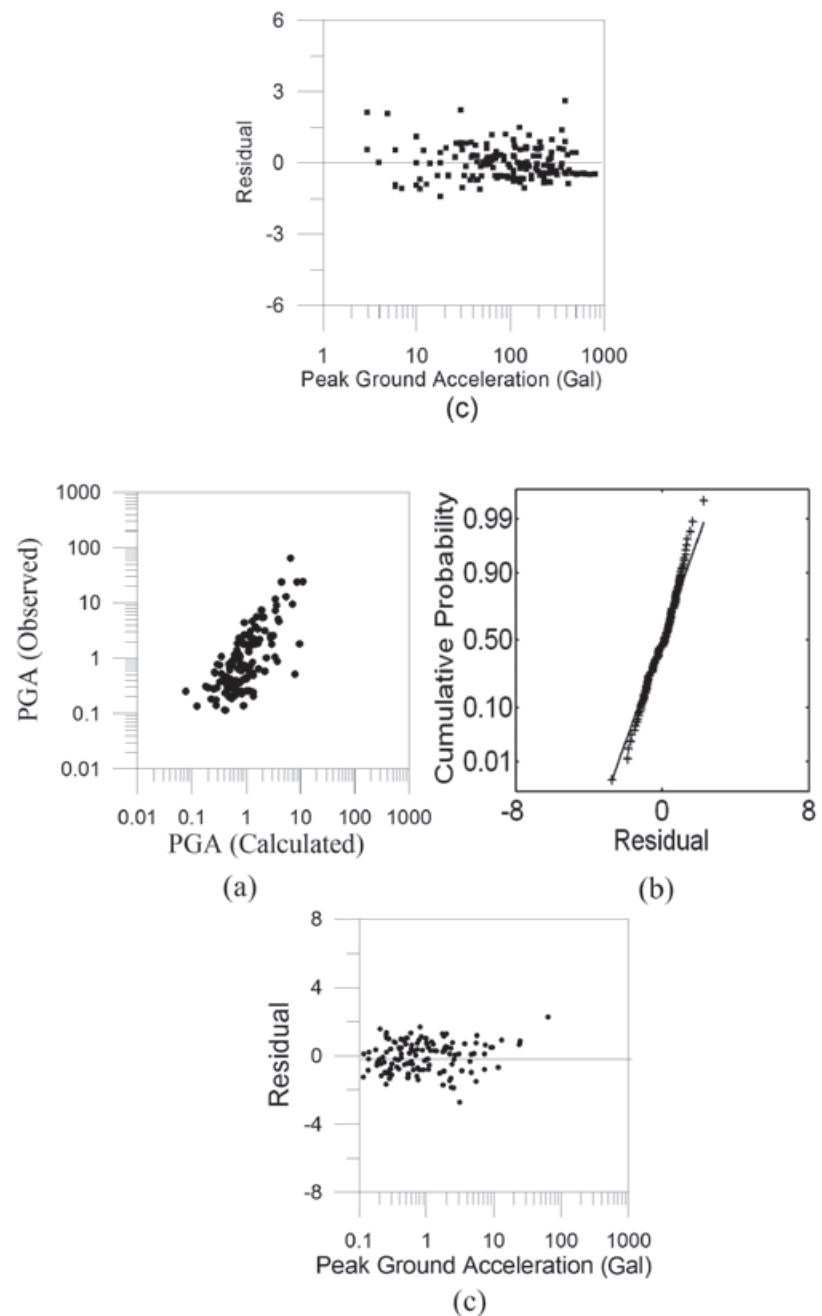 6
3
0
-3
-6
Residual
1 10 100 1000
Peak Ground Acceleration (Gal)
(c)
1000
100
10
1
0.1
0.01
PGA (Observed)
0.01 0.1 1 10 100 1000
PGA (Calculated)
(a)
Cumulative Probability
0.99
0.90
0.50
0.10
0.01
-8 0 8
Residual
(b)
8
4
0
-4
-8
Residual
0.1 1 10 100 1000
Peak Ground Acceleration (Gal)
(c)